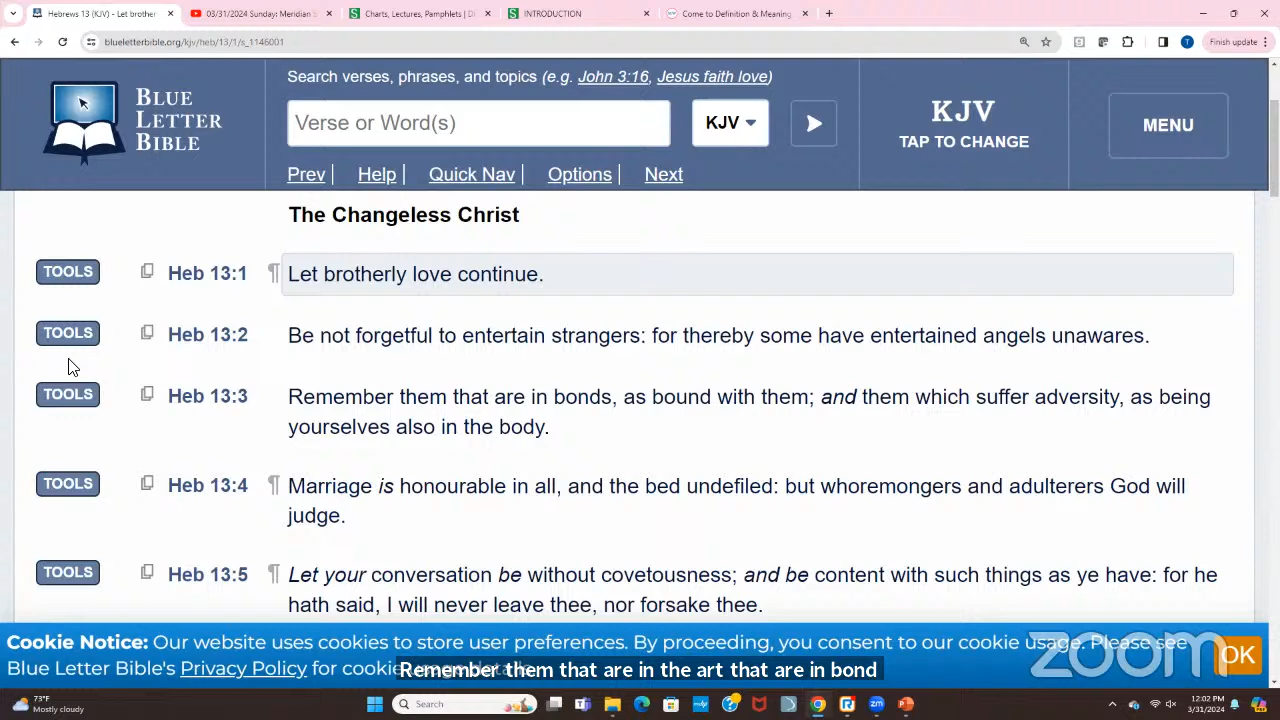 Hebrews 13 (KJV) - Let brother
03/31/2024 Sunday: Meridian
Charts, Lectures, Pamphlets | D
INTRODUCTION
Come to Definition & Meaning
blueletterbible.org/kjv/heb/13/1/s_1146001
Finish update
BLUE
LETTER
BIBLE
Search verses, phrases, and topics (e.g. John 3:16, Jesus faith love)
Verse or Word(s)
KJV
Prev | Help | Quick Nav | Options | Next
KJV
TAP TO CHANGE
MENU
The Changeless Christ
TOOLS Heb 13:1 ¶ Let brotherly love continue.
TOOLS Heb 13:2 Be not forgetful to entertain strangers: for thereby some have entertained angels unawares.
TOOLS Heb 13:3 Remember them that are in bonds, as bound with them; and them which suffer adversity, as being
yourselves also in the body.
TOOLS Heb 13:4 ¶ Marriage is honourable in all, and the bed undefiled: but whoremongers and adulterers God will
judge.
TOOLS Heb 13:5 ¶ Let your conversation be without covetousness; and be content with such things as ye have: for he
hath said, I will never leave thee, nor forsake thee.
Cookie Notice: Our website uses cookies to store user preferences. By proceeding, you consent to our cookie usage. Please see
Blue Letter Bible's Privacy Policy for cookie
OK
zoom
Remember them that are in the art that are in bond
73°F
Mostly cloudy
Search
12:02 PM
3/31/2024